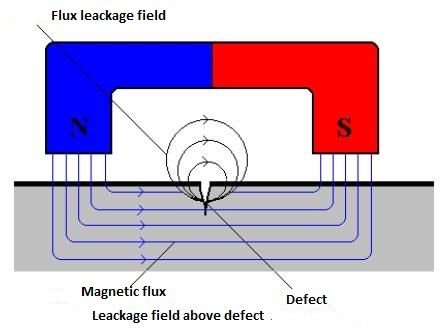 Flux leackage field
N
S
Magnetic flux
Defect
Leackage field above defect